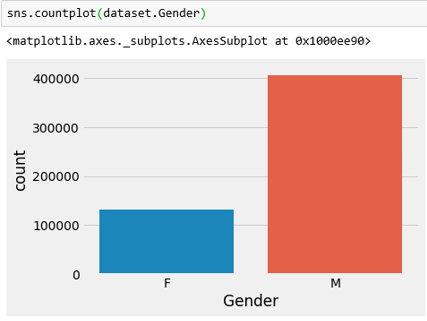 sns.countplot(dataset.Gender)
<matplotlib.axes._subplots.AxesSubplot at 0x1000ee90>
400000
300000
200000
100000
0
count
F M
Gender